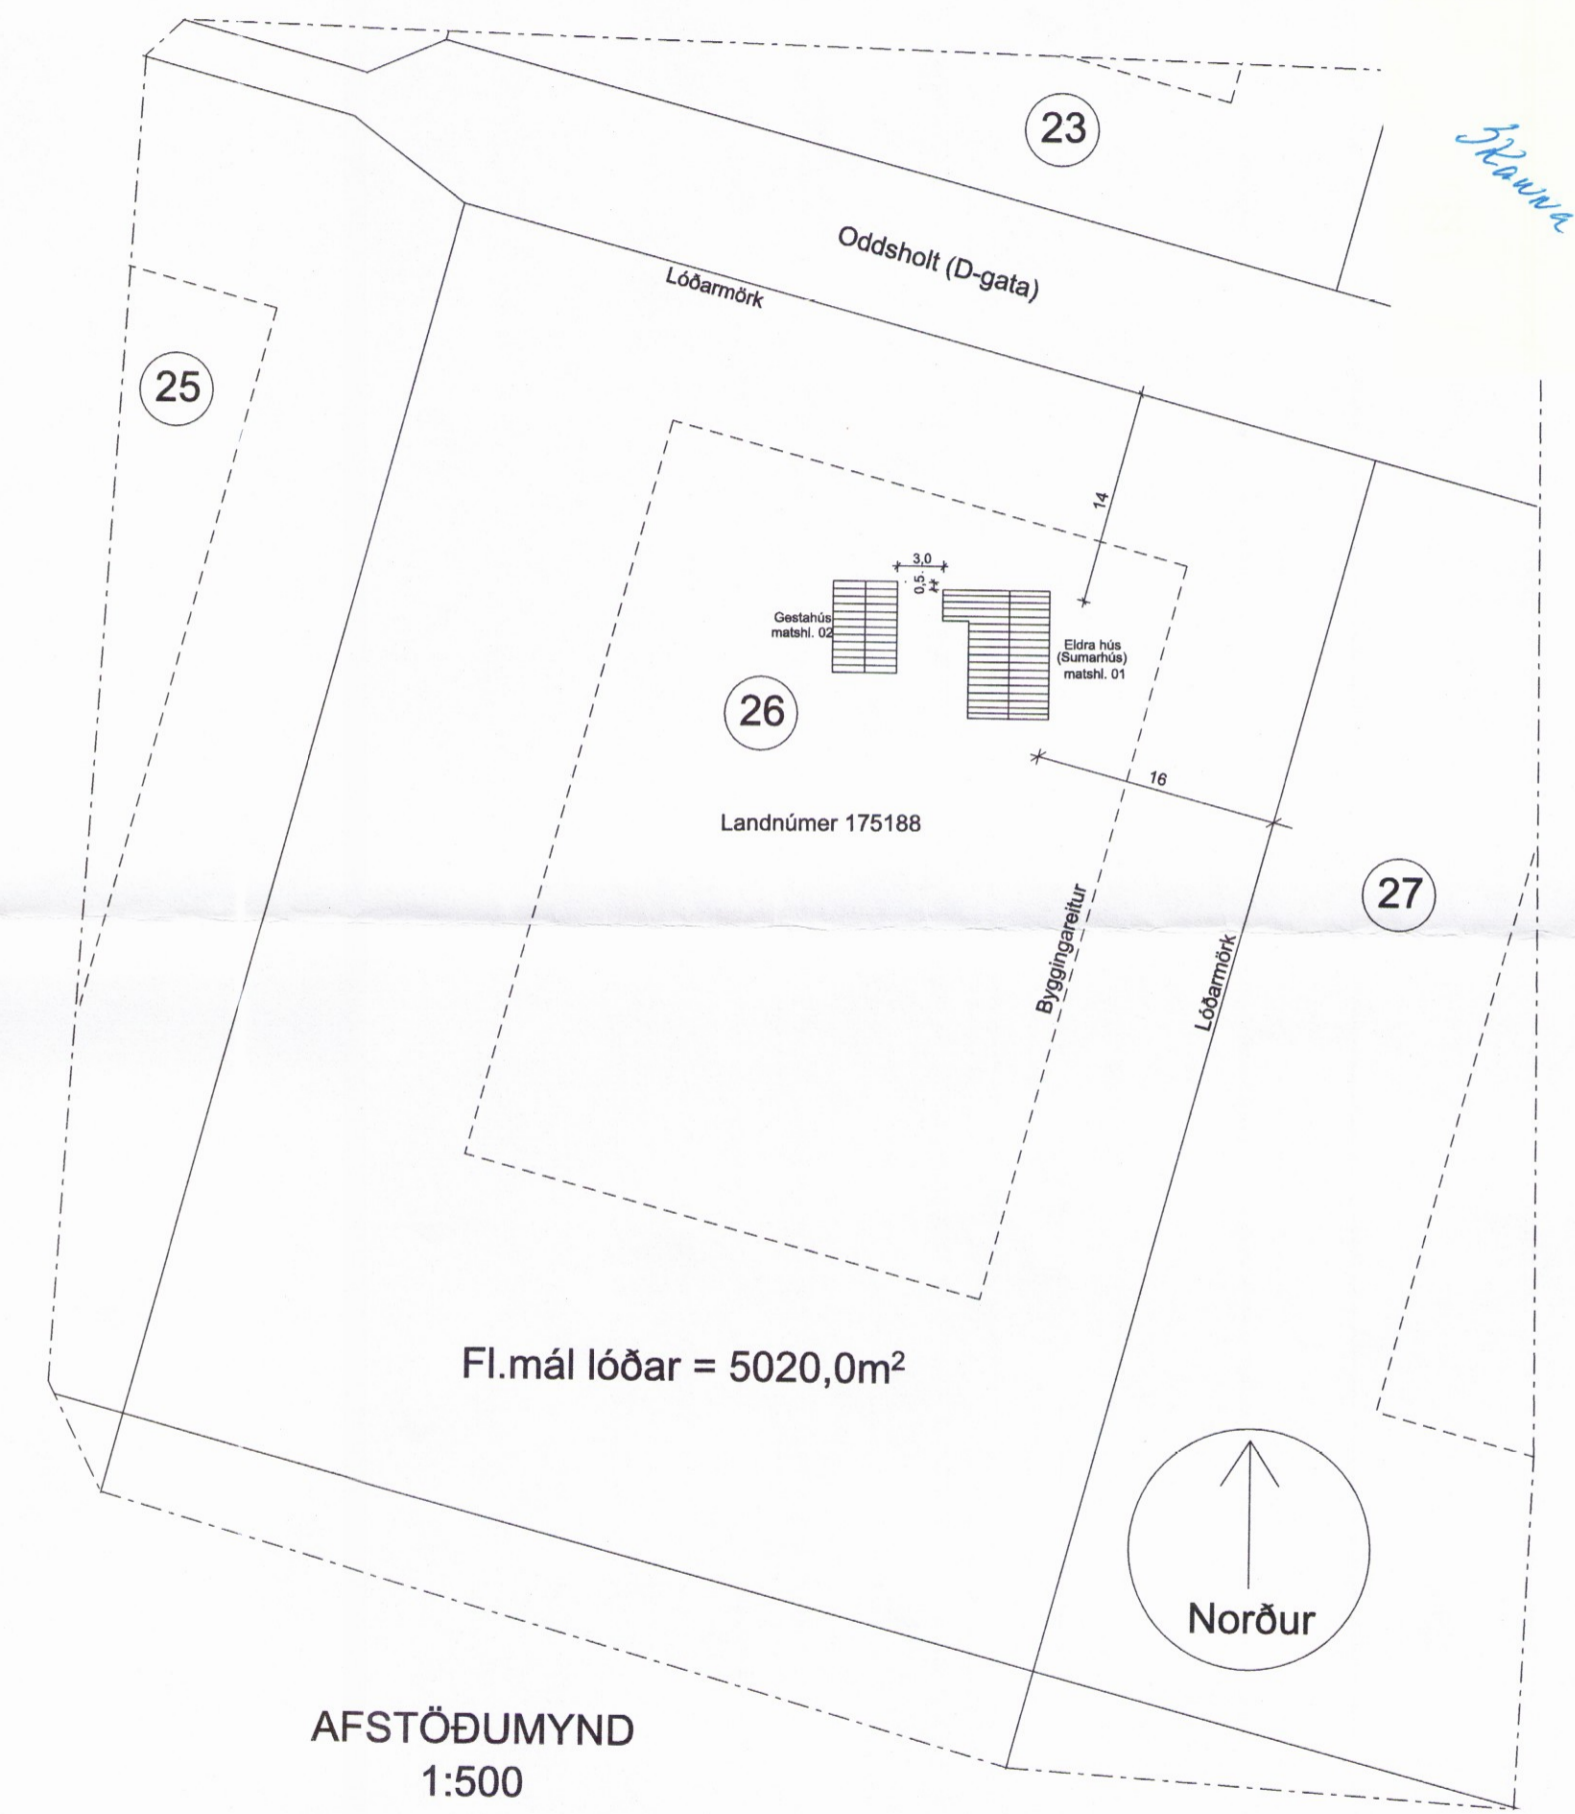 23
Skanna
Oddsholt (D-gata)
Lóðarmörk
25
14
3,0
0,5
Gestahús
matshl. 02
Eldra hús
(Sumarhús)
matshl. 01
26
16
Landnúmer 175188
27
Byggingareitur
Lóðarmörk
Fl.mál lóðar = 5020,0m²
Norður
AFSTÖÐUMYND
1:500